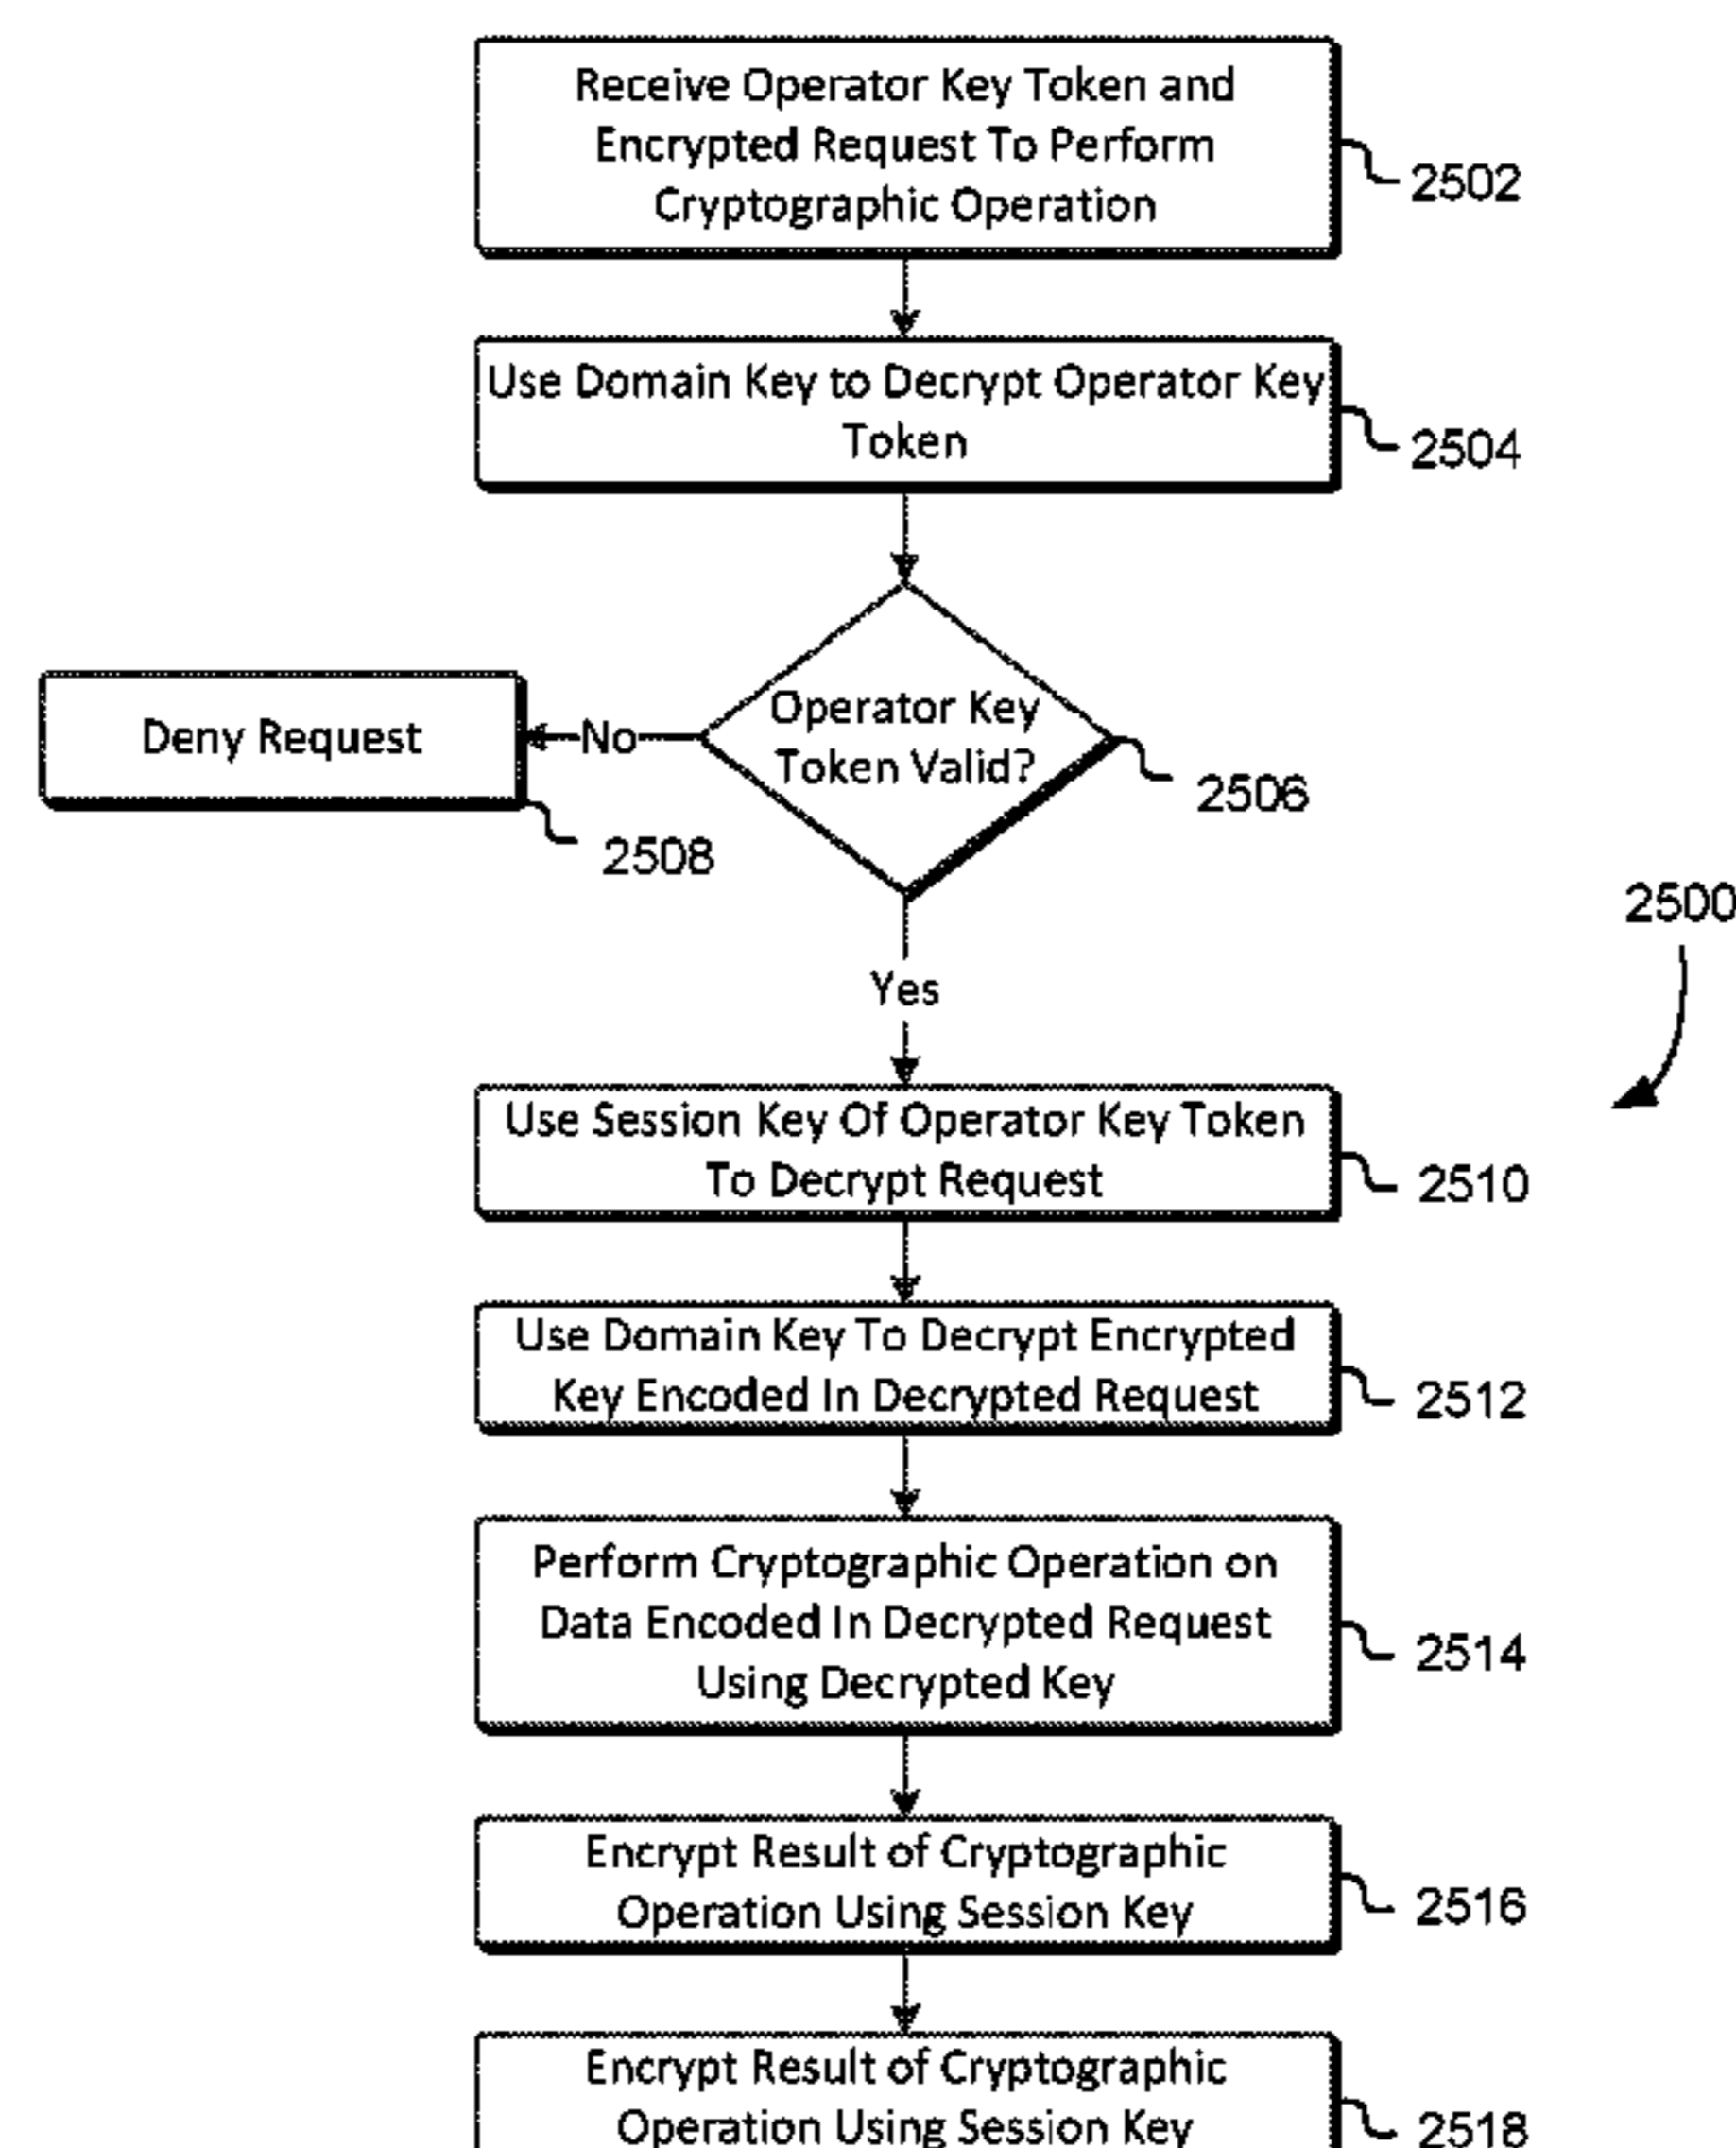 Receive Operator Key Token and
Encrypted Request To Perform
Cryptographic Operation
2502
Use Domain Key to Decrypt Operator Key
Token
2504
Operator Key
Token Valid?
2506
No
Deny Request
2508
Yes
2500
Use Session Key Of Operator Key Token
To Decrypt Request
2510
Use Domain Key To Decrypt Encrypted
Key Encoded In Decrypted Request
2512
Perform Cryptographic Operation on
Data Encoded In Decrypted Request
Using Decrypted Key
2514
Encrypt Result of Cryptographic
Operation Using Session Key
2516
Encrypt Result of Cryptographic
Operation Using Session Key
2518